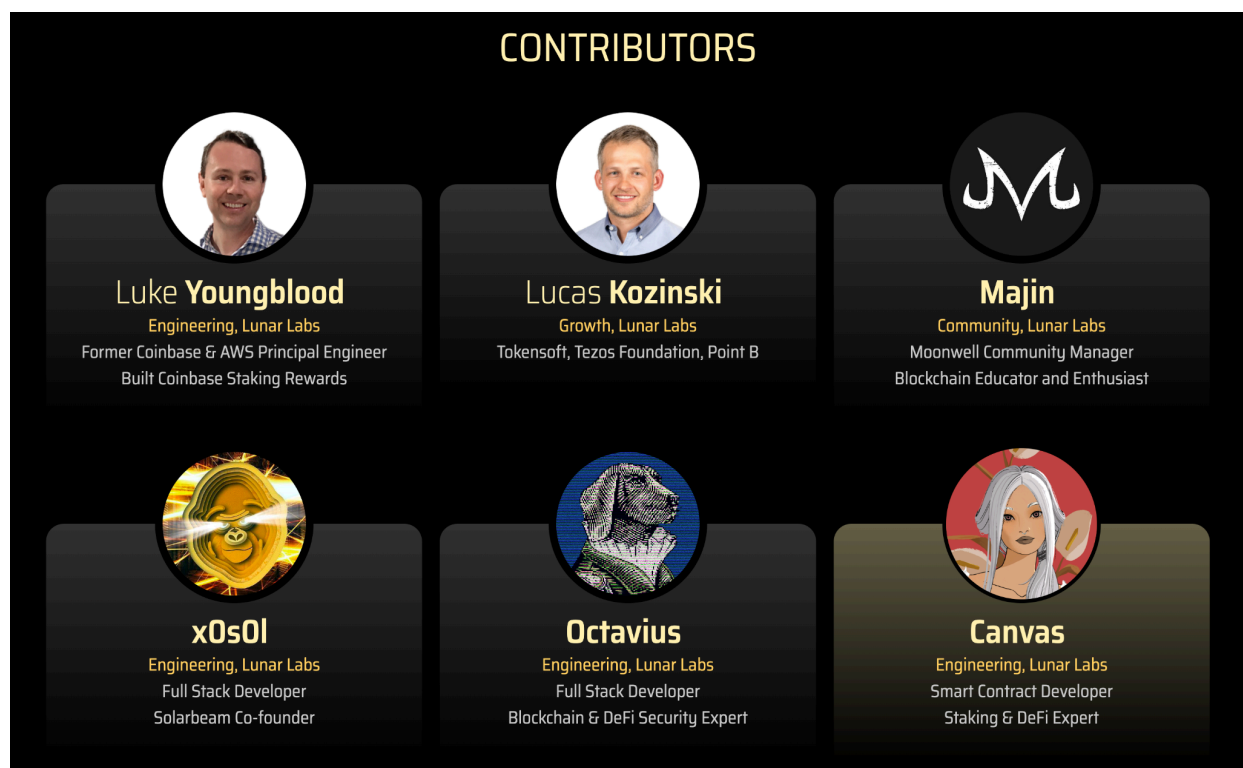 CONTRIBUTORS
Luke Youngblood
Engineering, Lunar Labs
Former Coinbase & AWS Principal Engineer
Built Coinbase Staking Rewards
Lucas Kozinski
Growth, Lunar Labs
Tokensoft, Tezos Foundation, Point B
Majin
Community, Lunar Labs
Moonwell Community Manager
Blockchain Educator and Enthusiast
x0s0l
Engineering, Lunar Labs
Full Stack Developer
Solarbeam Co-founder
Octavius
Engineering, Lunar Labs
Full Stack Developer
Blockchain & DeFi Security Expert
Canvas
Engineering, Lunar Labs
Smart Contract Developer
Staking & DeFi Expert